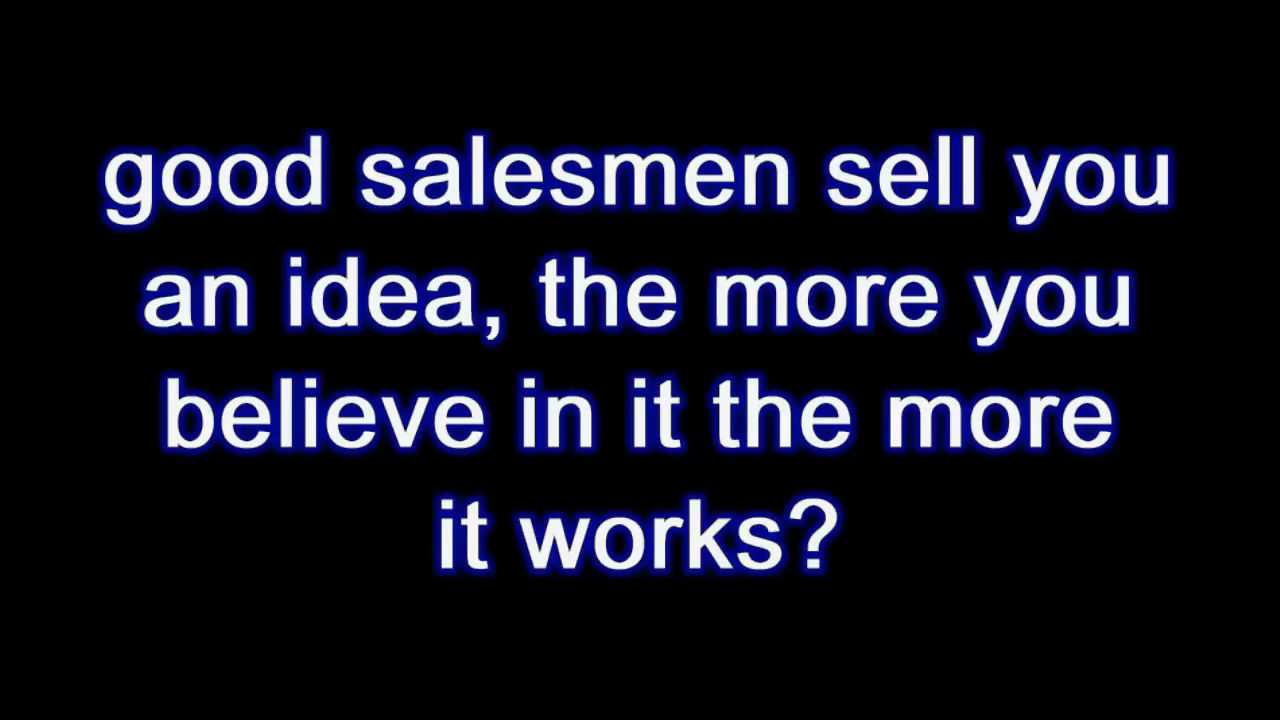 good salesmen sell you
an idea, the more you
believe in it the more
it works?